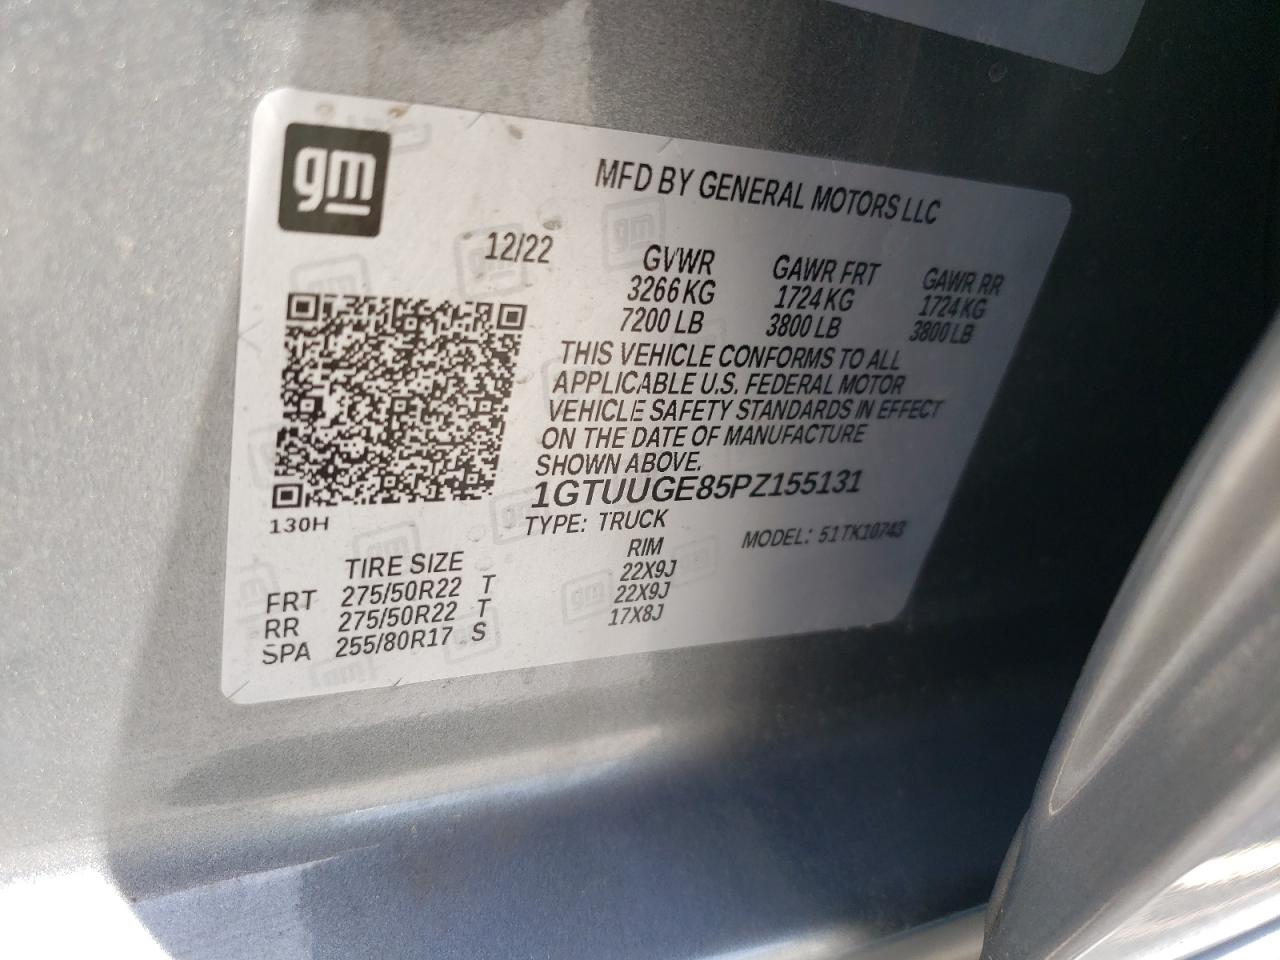 gm
MFD BY GENERAL MOTORS LLC
12/22 GVWR GAWR FRT GAWR RR
3266 KG 1724 KG 1724 KG
7200 LB 3800 LB 3800 LB
THIS VEHICLE CONFORMS TO ALL
APPLICABLE U.S. FEDERAL MOTOR
VEHICLE SAFETY STANDARDS IN EFFECT
ON THE DATE OF MANUFACTURE
SHOWN ABOVE.
1GTUUGE85PZ155131
130H
TYPE: TRUCK MODEL: 51TK10743
TIRE SIZE RIM
FRT 275/50R22 T 22X9J
RR 275/50R22 T 22X9J
SPA 255/80R17 S 17X8J